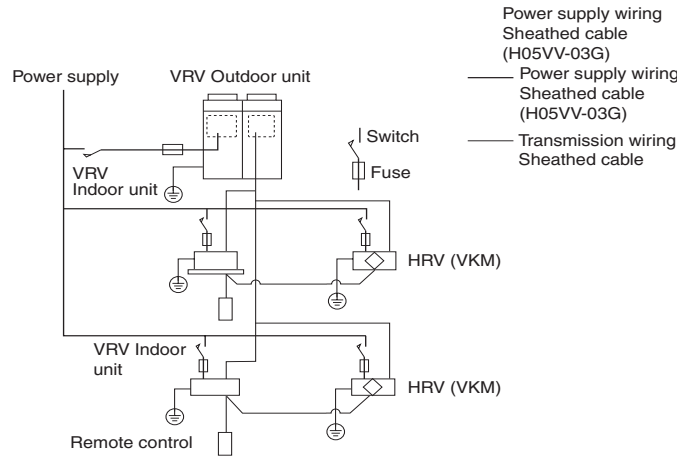 Power supply wiring
Sheathed cable
(H05VV-03G)
Power supply
VRV Outdoor unit
Power supply wiring
Sheathed cable
(H05VV-03G)
Switch
Transmission wiring
Sheathed cable
Fuse
VRV
Indoor unit
HRV (VKM)
VRV Indoor
unit
HRV (VKM)
Remote control